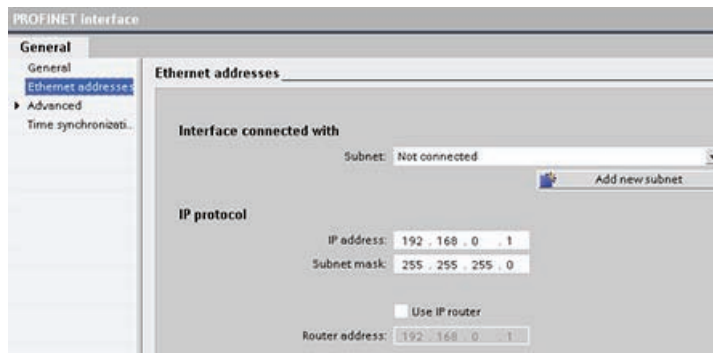 PROFINET Interface
General
General
Ethernet addresses
Advanced
Time synchronizati..
Ethernet addresses
Interface connected with
Subnet: Not connected
Add new subnet
IP protocol
IP address: 192 . 168 . 0 . 1
Subnet mask: 255 . 255 . 255 . 0
Use IP router
Router address: 192 . 168 . 0 . 1